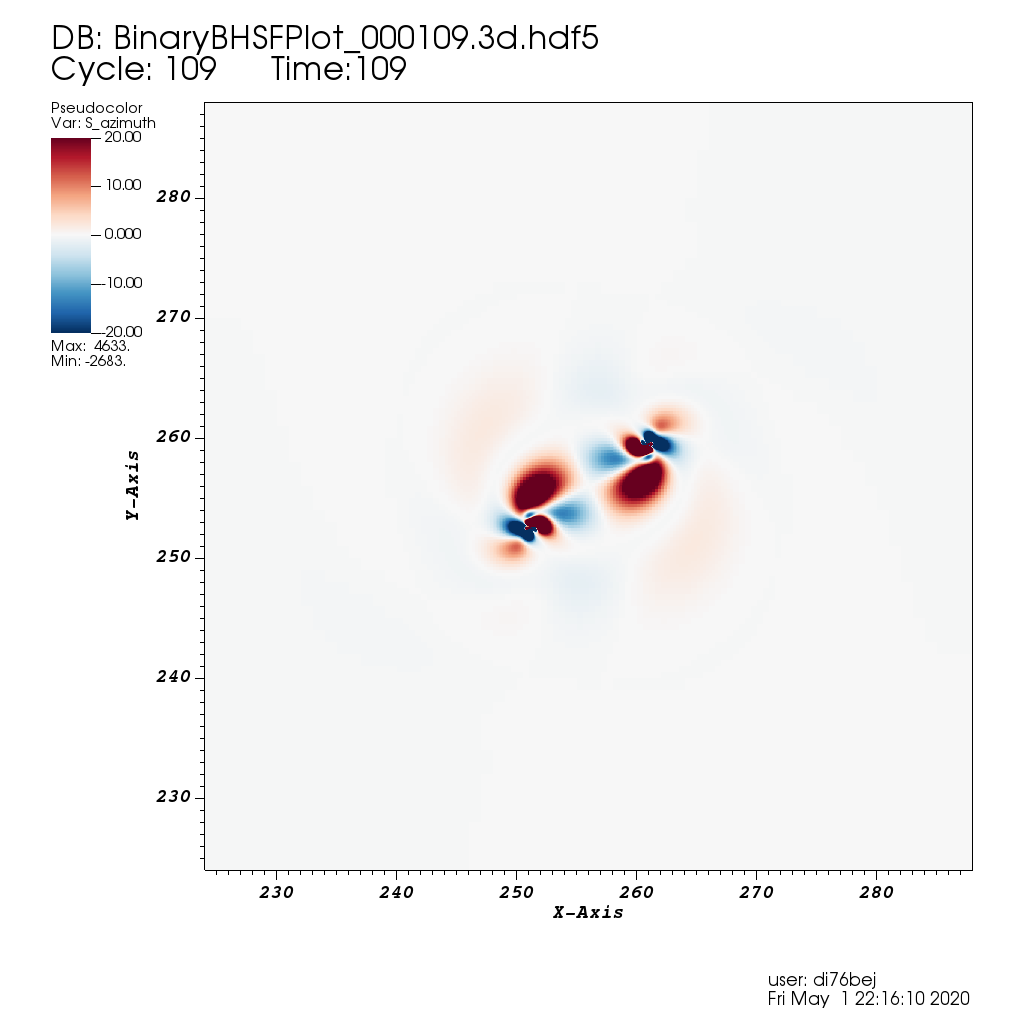 DB: BinaryBHSFPlot_000109.3d.hdf5
Cycle: 109 Time:109
Pseudocolor
Var: S_azimuth
20.00
10.00
0.000
-10.00
-20.00
Max: 4633.
Min: -2683.
280
270
260
250
240
230
Y-Axis
230 240 250 260 270 280
X-Axis
user: di76bej
Fri May 1 22:16:10 2020